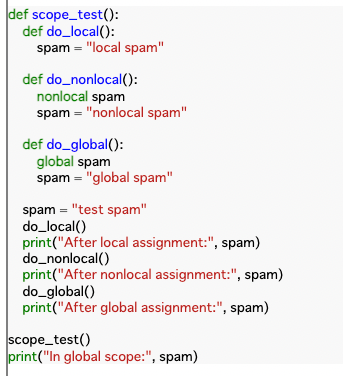 def scope_test():
    def do_local():
        spam = "local spam"

    def do_nonlocal():
        nonlocal spam
        spam = "nonlocal spam"

    def do_global():
        global spam
        spam = "global spam"

    spam = "test spam"
    do_local()
    print("After local assignment:", spam)
    do_nonlocal()
    print("After nonlocal assignment:", spam)
    do_global()
    print("After global assignment:", spam)

scope_test()
print("In global scope:", spam)